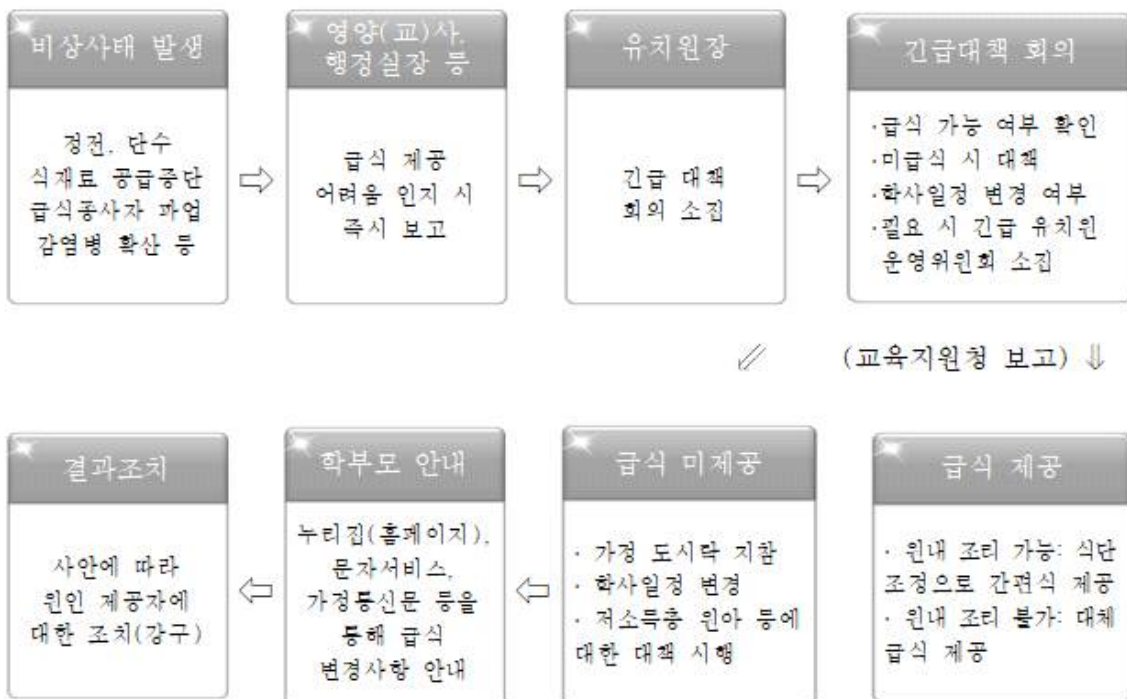 비상사태 발생
정전, 단수
식재료 공급중단
급식종사자 파업
감염병 확산 등
⇨
영양(교)사,
행정실장 등
급식 제공
어려움 인지 시
즉시 보고
⇨
유치원장
긴급 대책
회의 소집
⇨
긴급대책 회의
·급식 가능 여부 확인
·미급식 시 대책
·학사일정 변경 여부
·필요 시 긴급 유치원
운영위원회 소집
(교육지원청 보고) ⇩
급식 제공
· 원내 조리 가능: 식단
조정으로 간편식 제공
· 원내 조리 불가: 대체
급식 제공
급식 미제공
· 가정 도시락 지참
· 학사일정 변경
· 저소득층 원아 등에
대한 대책 시행
⇦
학부모 안내
누리집(홈페이지),
문자서비스,
가정통신문 등을
통해 급식
변경사항 안내
⇦
결과조치
사안에 따라
원인 제공자에
대한 조치(강구)